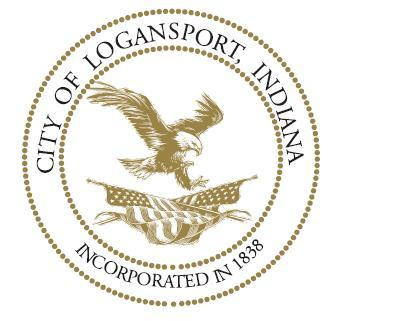 CITY OF LOGANSPORT, INDIANA
INCORPORATED IN 1838